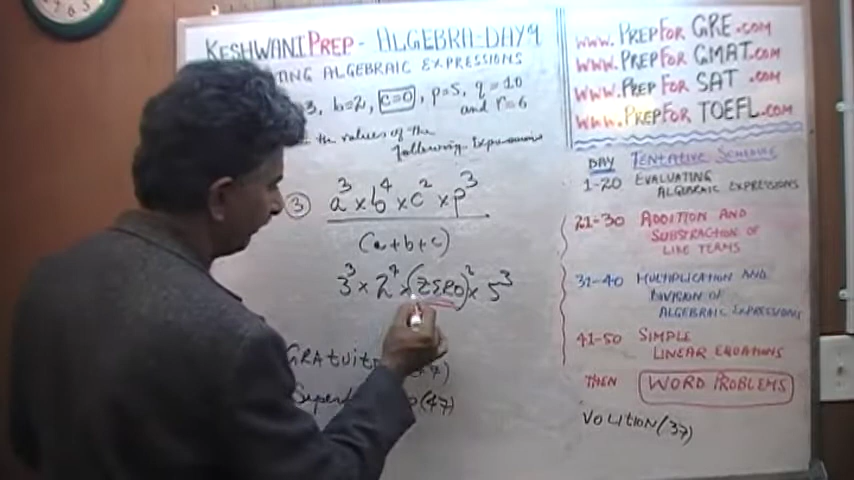 KESHWANIPREP - ALGEBRA-DAY
ALGEBRAIC EXPRESSIONS
3, b=2, c=0, p=5, q=10
and r=6
the values of the
following Expressions
3 a³ × b⁴ × c² × p³
(a+b+c)
3³ × 2⁴ × (ZERO)² × 5³
www.PREPFOR GRE.COM
www.PREPFOR GMAT.COM
www.PREPFOR SAT.COM
www.PREPFOR TOEFL.COM
DAY TENTATIVE SCHEDULE
1-20 EVALUATING
ALGEBRAIC EXPRESSIONS
21-30 ADDITION AND
SUBSTRACTION OF
LIKE TERMS
31-40 MULTIPLICATION AND
DIVISION OF
ALGEBRAIC EXPRESSIONS
41-50 SIMPLE
LINEAR EQUATIONS
THEN WORD PROBLEMS
VOLITION(37)
(47)